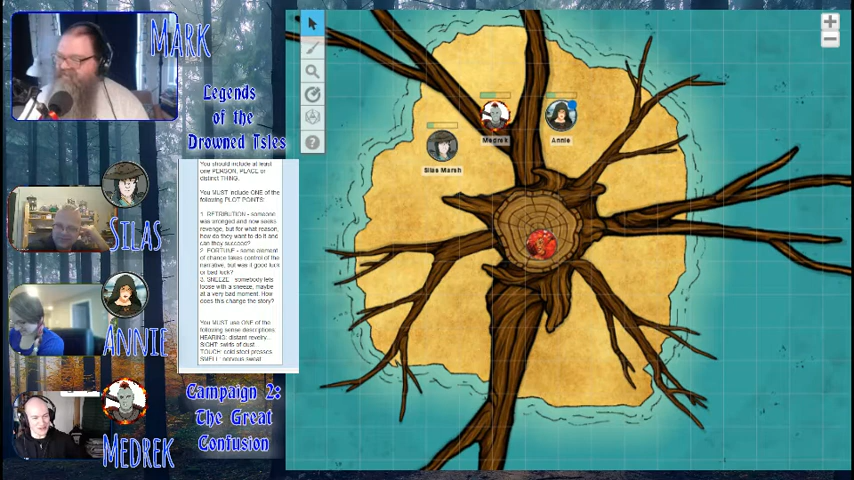 MARK
Legends
of the
Drowned Isles
You should include at least
one PERSON, PLACE or
distinct THING.
You MUST include ONE of the
following PLOT POINTS:
1. RETRIBUTION - someone
was wronged and now seeks
revenge, but for what reason,
how do they want to do it and
can they succeed?
2. FORTUNE - some element
of chance takes control of the
narrative, but was it good luck
or bad luck?
3. SNEEZE - somebody lets
loose with a sneeze, maybe
at a very bad moment. How
does this change the story?
You MUST use ONE of the
following sense descriptions
HEARING: distant revelry
SIGHT: swirls of dust
TOUCH: cold steel presses
SMELL: nervous sweat
SILAS
ANNIE
MEDREK
Campaign 2:
The Great
Confusion
Silas Marsh
Medrek
Annie
?